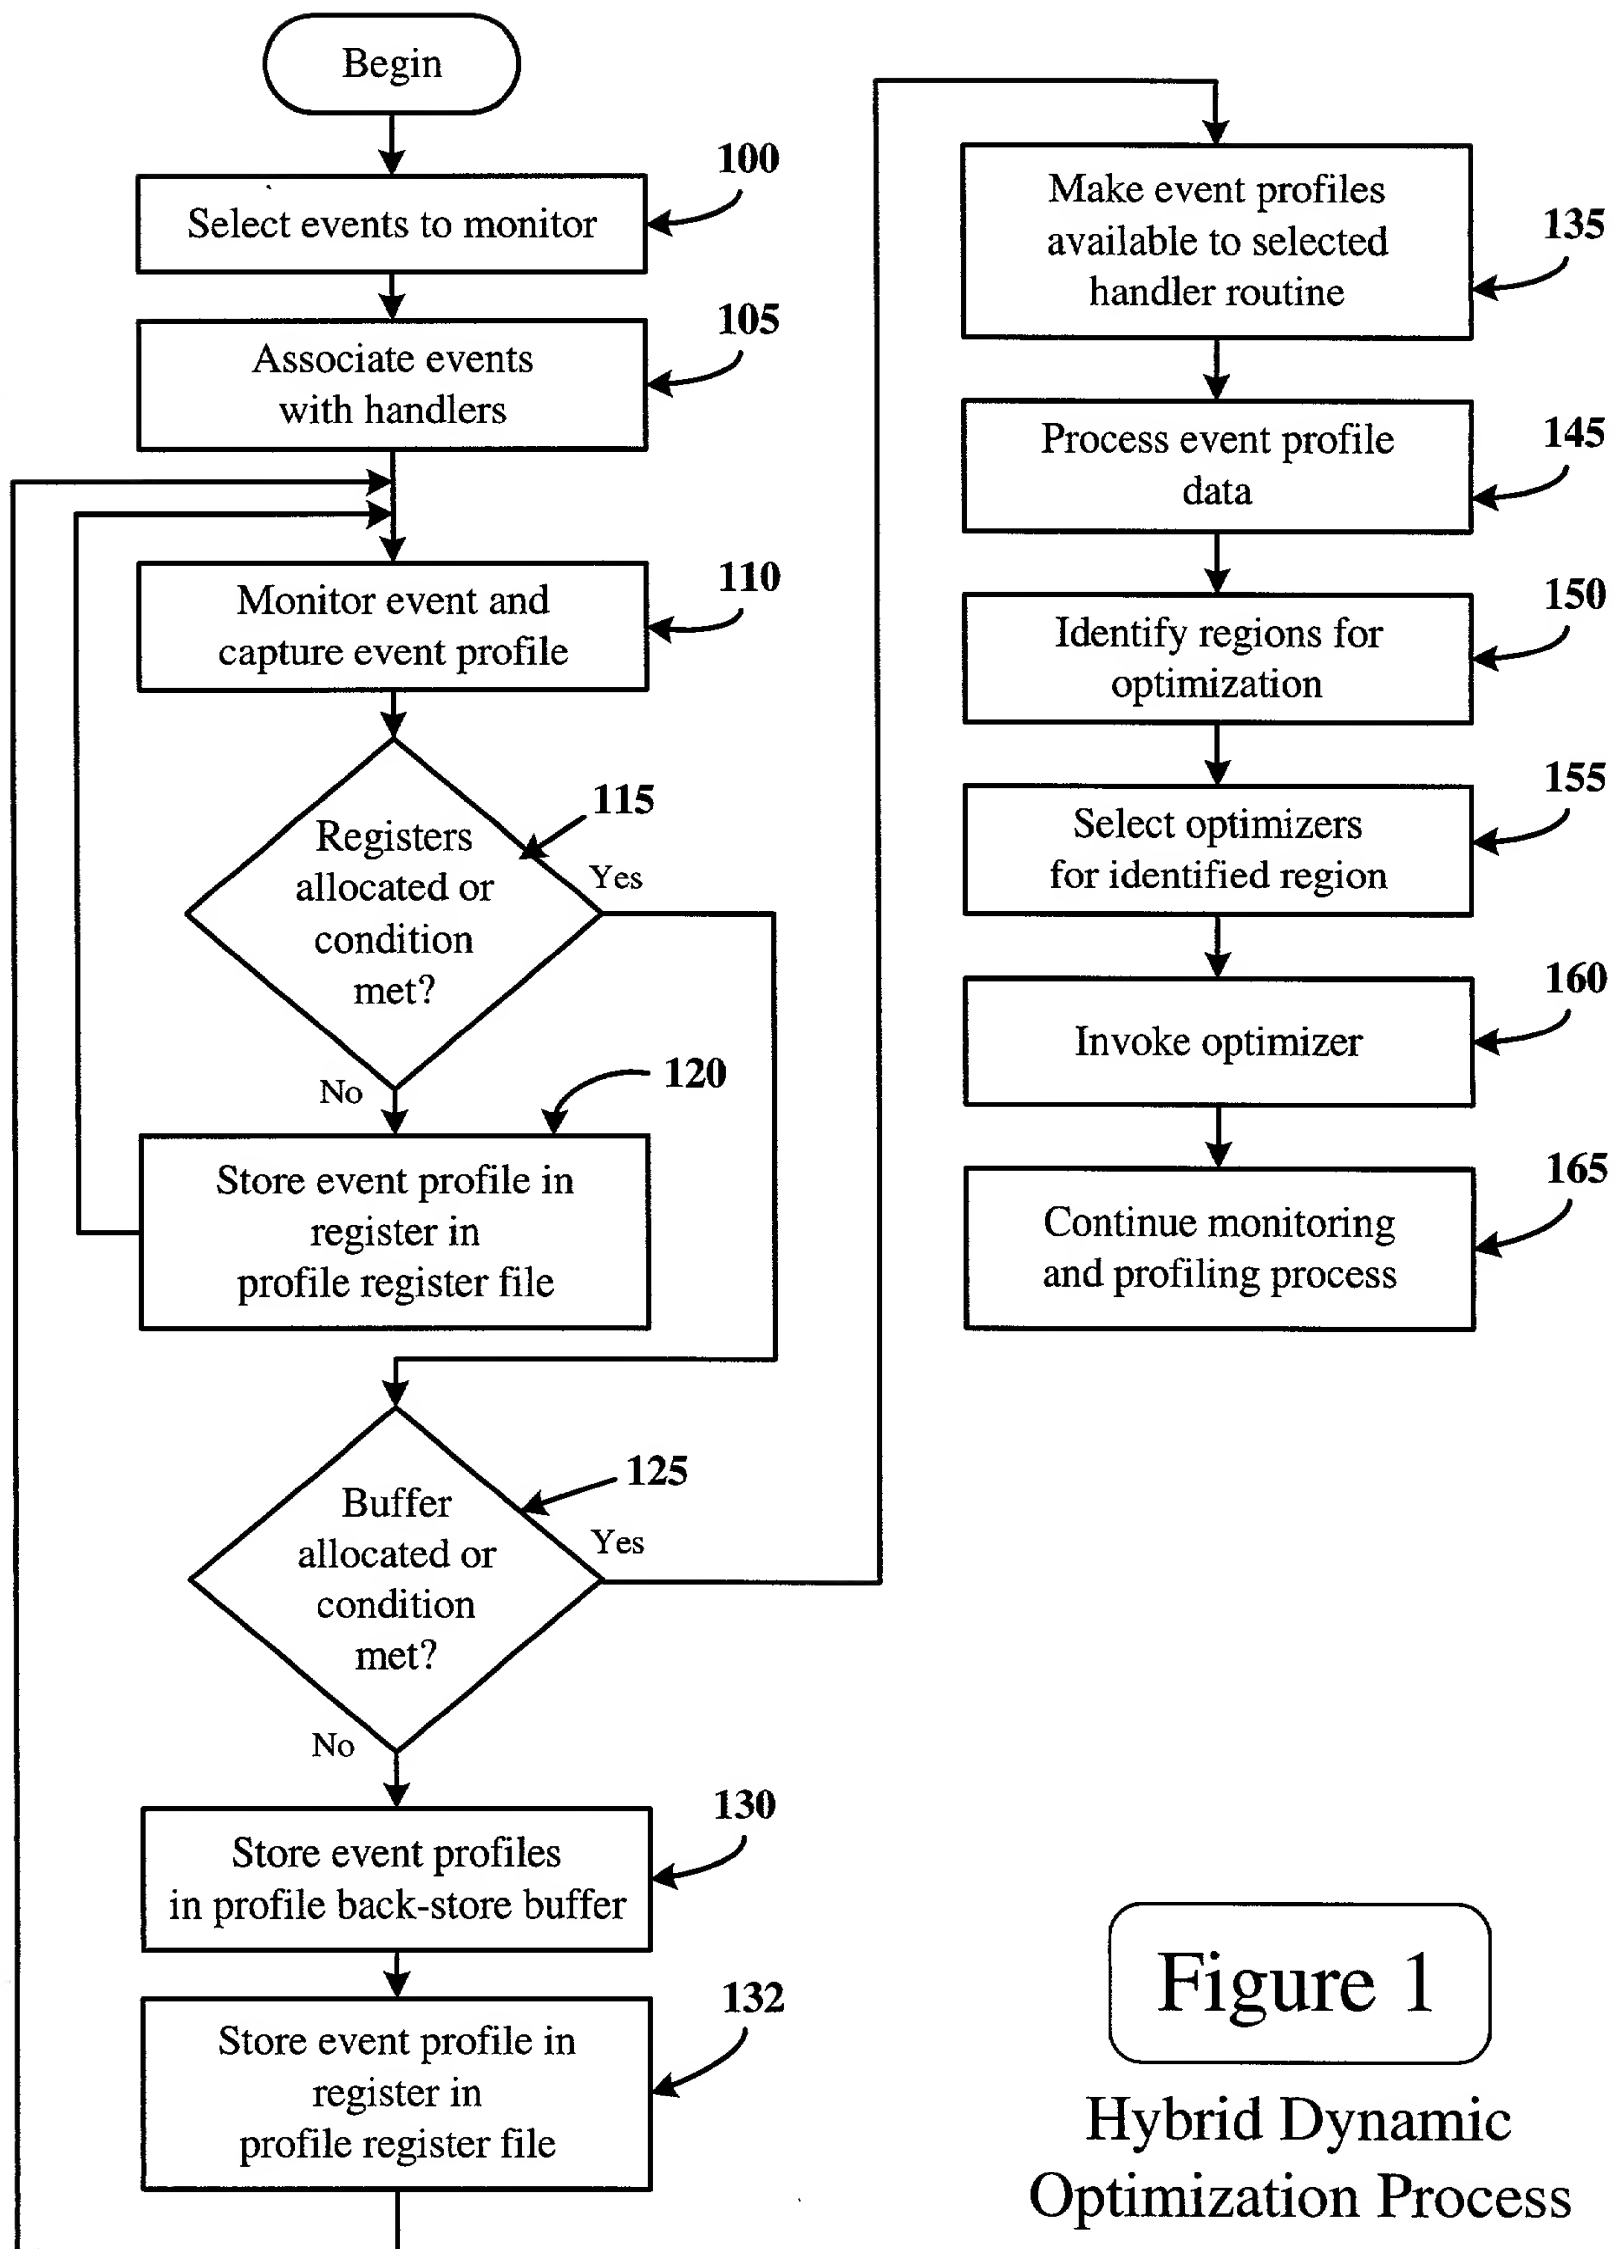 Begin
100
Select events to monitor
105
Associate events
with handlers
110
Monitor event and
capture event profile
115
Registers
allocated or
condition
met?
Yes
No
120
Store event profile in
register in
profile register file
125
Buffer
allocated or
condition
met?
Yes
No
130
Store event profiles
in profile back-store buffer
132
Store event profile in
register in
profile register file
Make event profiles
available to selected
handler routine
135
Process event profile
data
145
Identify regions for
optimization
150
Select optimizers
for identified region
155
Invoke optimizer
160
Continue monitoring
and profiling process
165
Figure 1
Hybrid Dynamic
Optimization Process